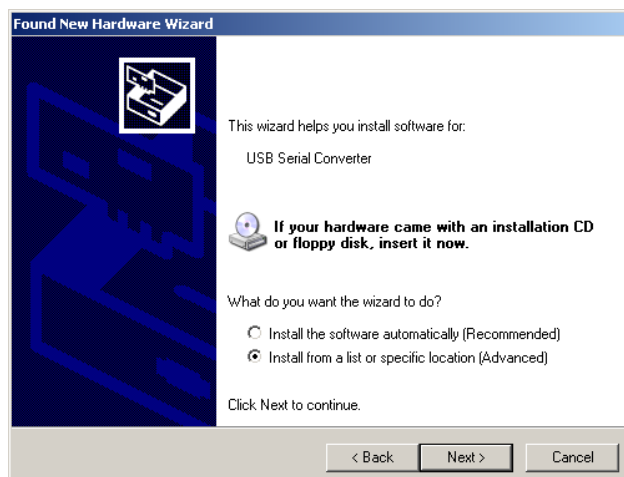 Found New Hardware Wizard
This wizard helps you install software for:
USB Serial Converter
If your hardware came with an installation CD
or floppy disk, insert it now.
What do you want the wizard to do?
Install the software automatically (Recommended)
Install from a list or specific location (Advanced)
Click Next to continue.
< Back Next > Cancel